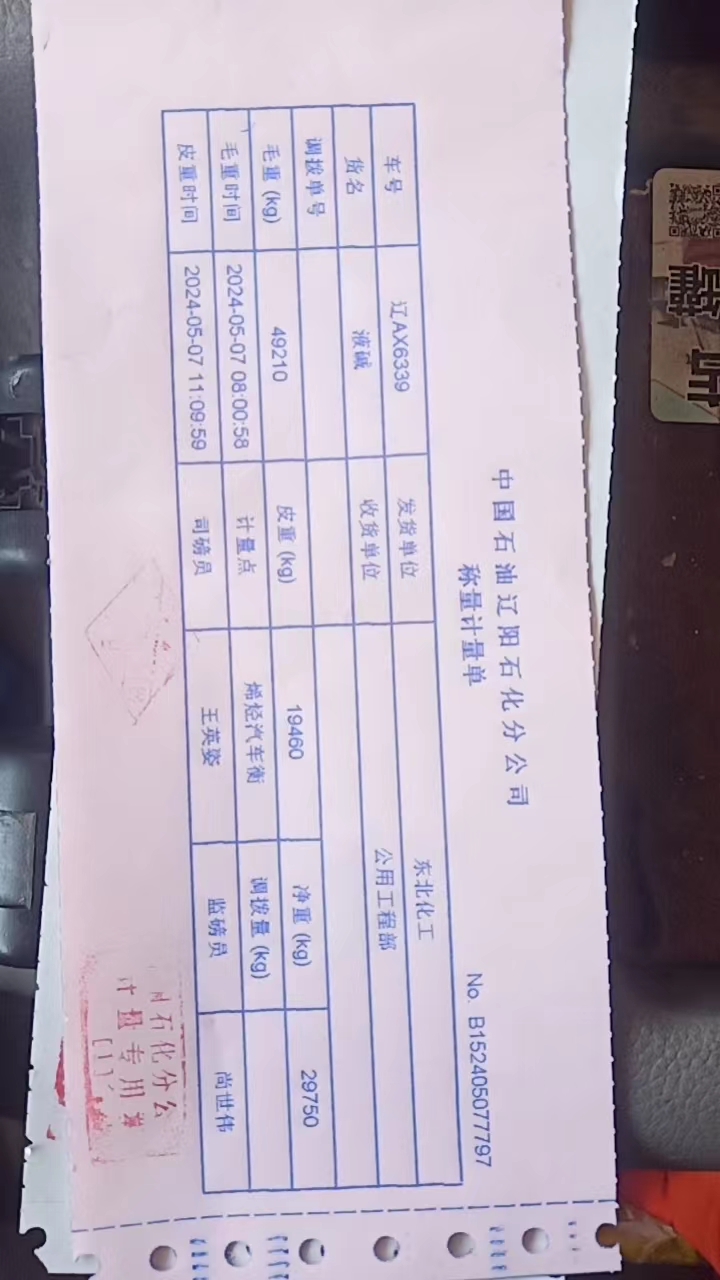 中国石油辽阳石化分公司
称量计量单
No. B152405077797
车号 辽AX6339 发货单位 东北化工
货名 液碱 收货单位 公用工程部
调拨单号
毛重 (kg) 49210 皮重 (kg) 19460 净重 (kg) 29750
毛重时间 2024-05-07 08:00:58 计量点 烯烃汽车衡 调拨量 (kg)
皮重时间 2024-05-07 11:09:59 司磅员 王英姿 监磅员 尚世伟
石化分公
计量专用章